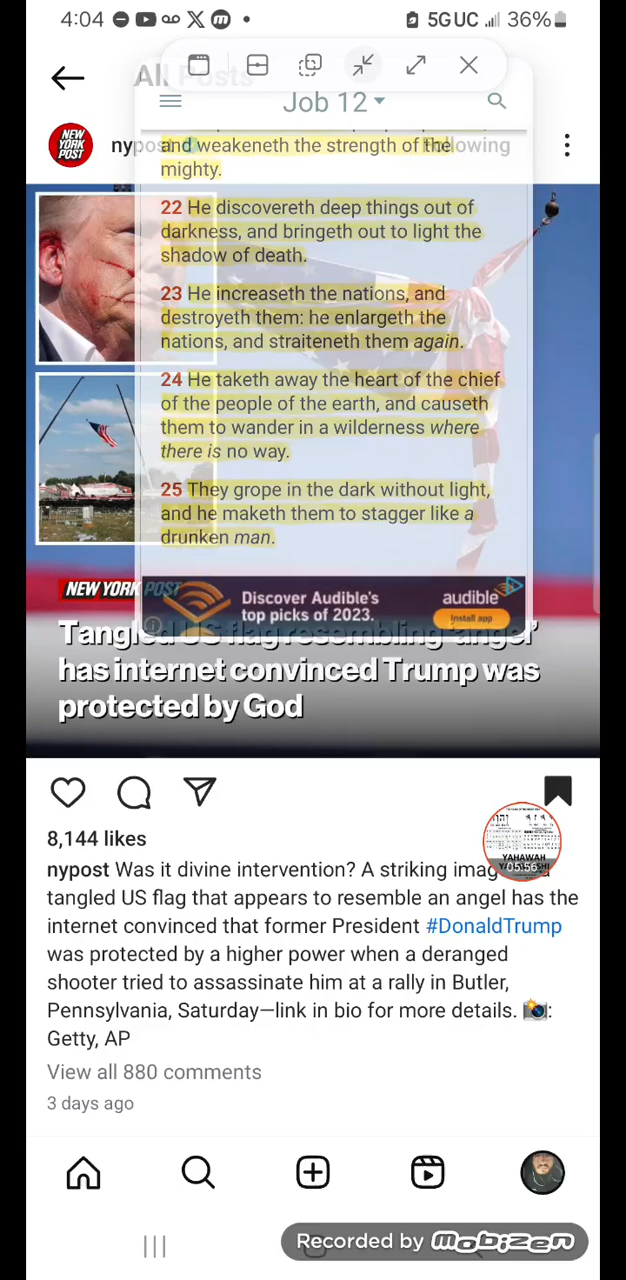 4:04
5G UC
36%
All Posts
Job 12
nypost
Following
and weakeneth the strength of the
mighty.
22 He discovereth deep things out of
darkness, and bringeth out to light the
shadow of death.
23 He increaseth the nations, and
destroyeth them: he enlargeth the
nations, and straiteneth them again.
24 He taketh away the heart of the chief
of the people of the earth, and causeth
them to wander in a wilderness where
there is no way.
25 They grope in the dark without light,
and he maketh them to stagger like a
drunken man.
NEW YORK POST
Discover Audible's
top picks of 2023.
audible
Install app
Tangled US flag resembling 'angel'
has internet convinced Trump was
protected by God
8,144 likes
YAHAWAH
05:56
nypost Was it divine intervention? A striking
tangled US flag that appears to resemble an angel has the
internet convinced that former President #DonaldTrump
was protected by a higher power when a deranged
shooter tried to assassinate him at a rally in Butler,
Pennsylvania, Saturday—link in bio for more details. 📸:
Getty, AP
View all 880 comments
3 days ago
Recorded by mobizen